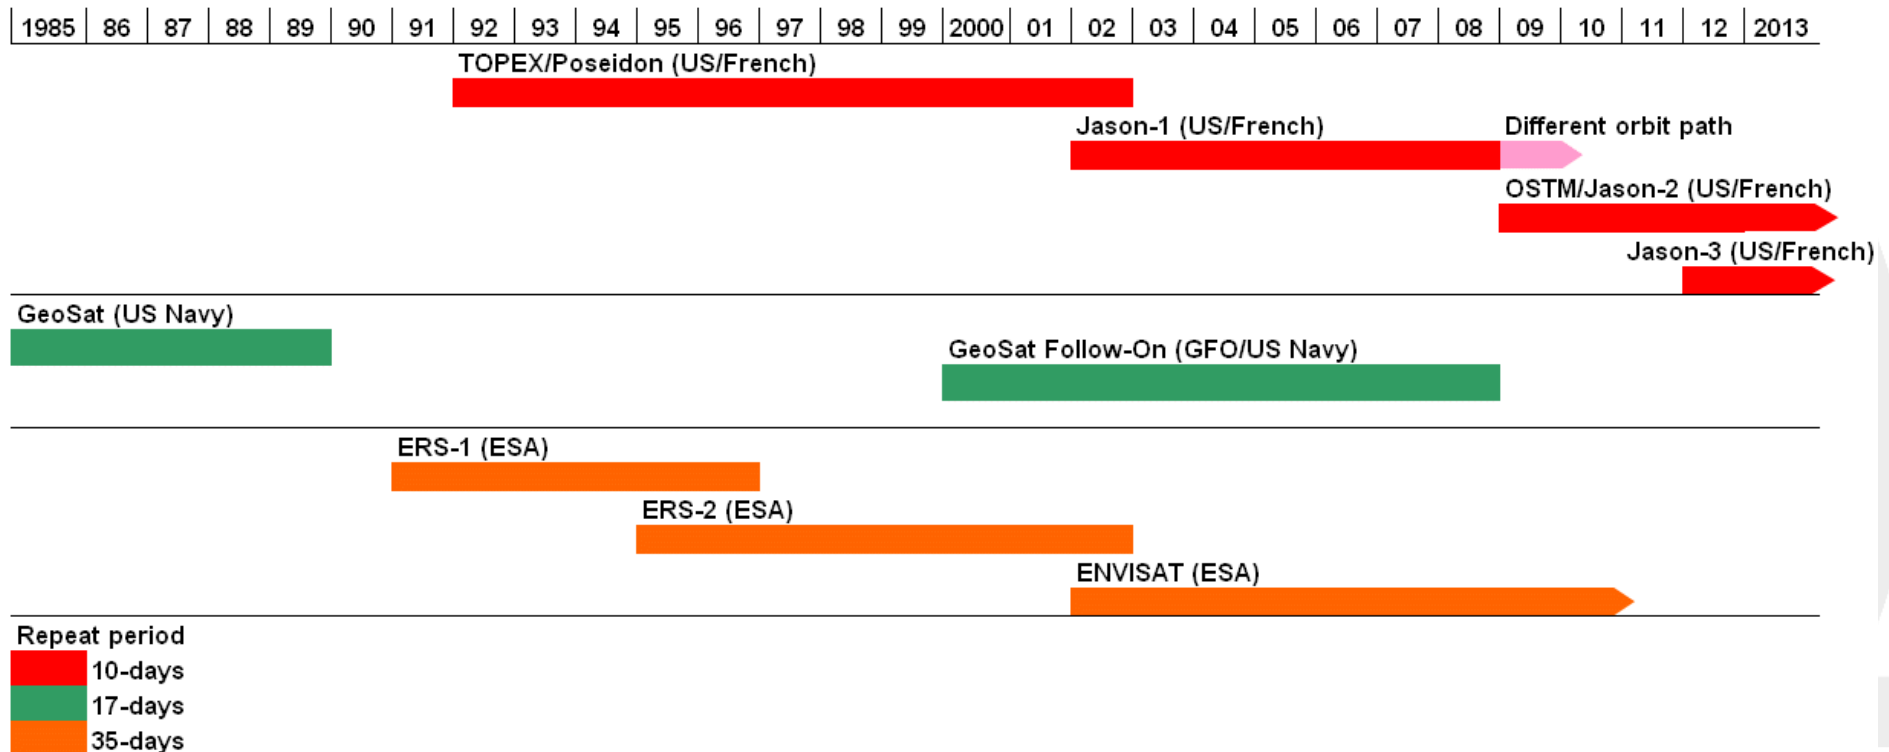 1985 86 87 88 89 90 91 92 93 94 95 96 97 98 99 2000 01 02 03 04 05 06 07 08 09 10 11 12 2013
TOPEX/Poseidon (US/French)
Jason-1 (US/French) Different orbit path
OSTM/Jason-2 (US/French)
Jason-3 (US/French)
GeoSat (US Navy)
GeoSat Follow-On (GFO/US Navy)
ERS-1 (ESA)
ERS-2 (ESA)
ENVISAT (ESA)
Repeat period
10-days
17-days
35-days